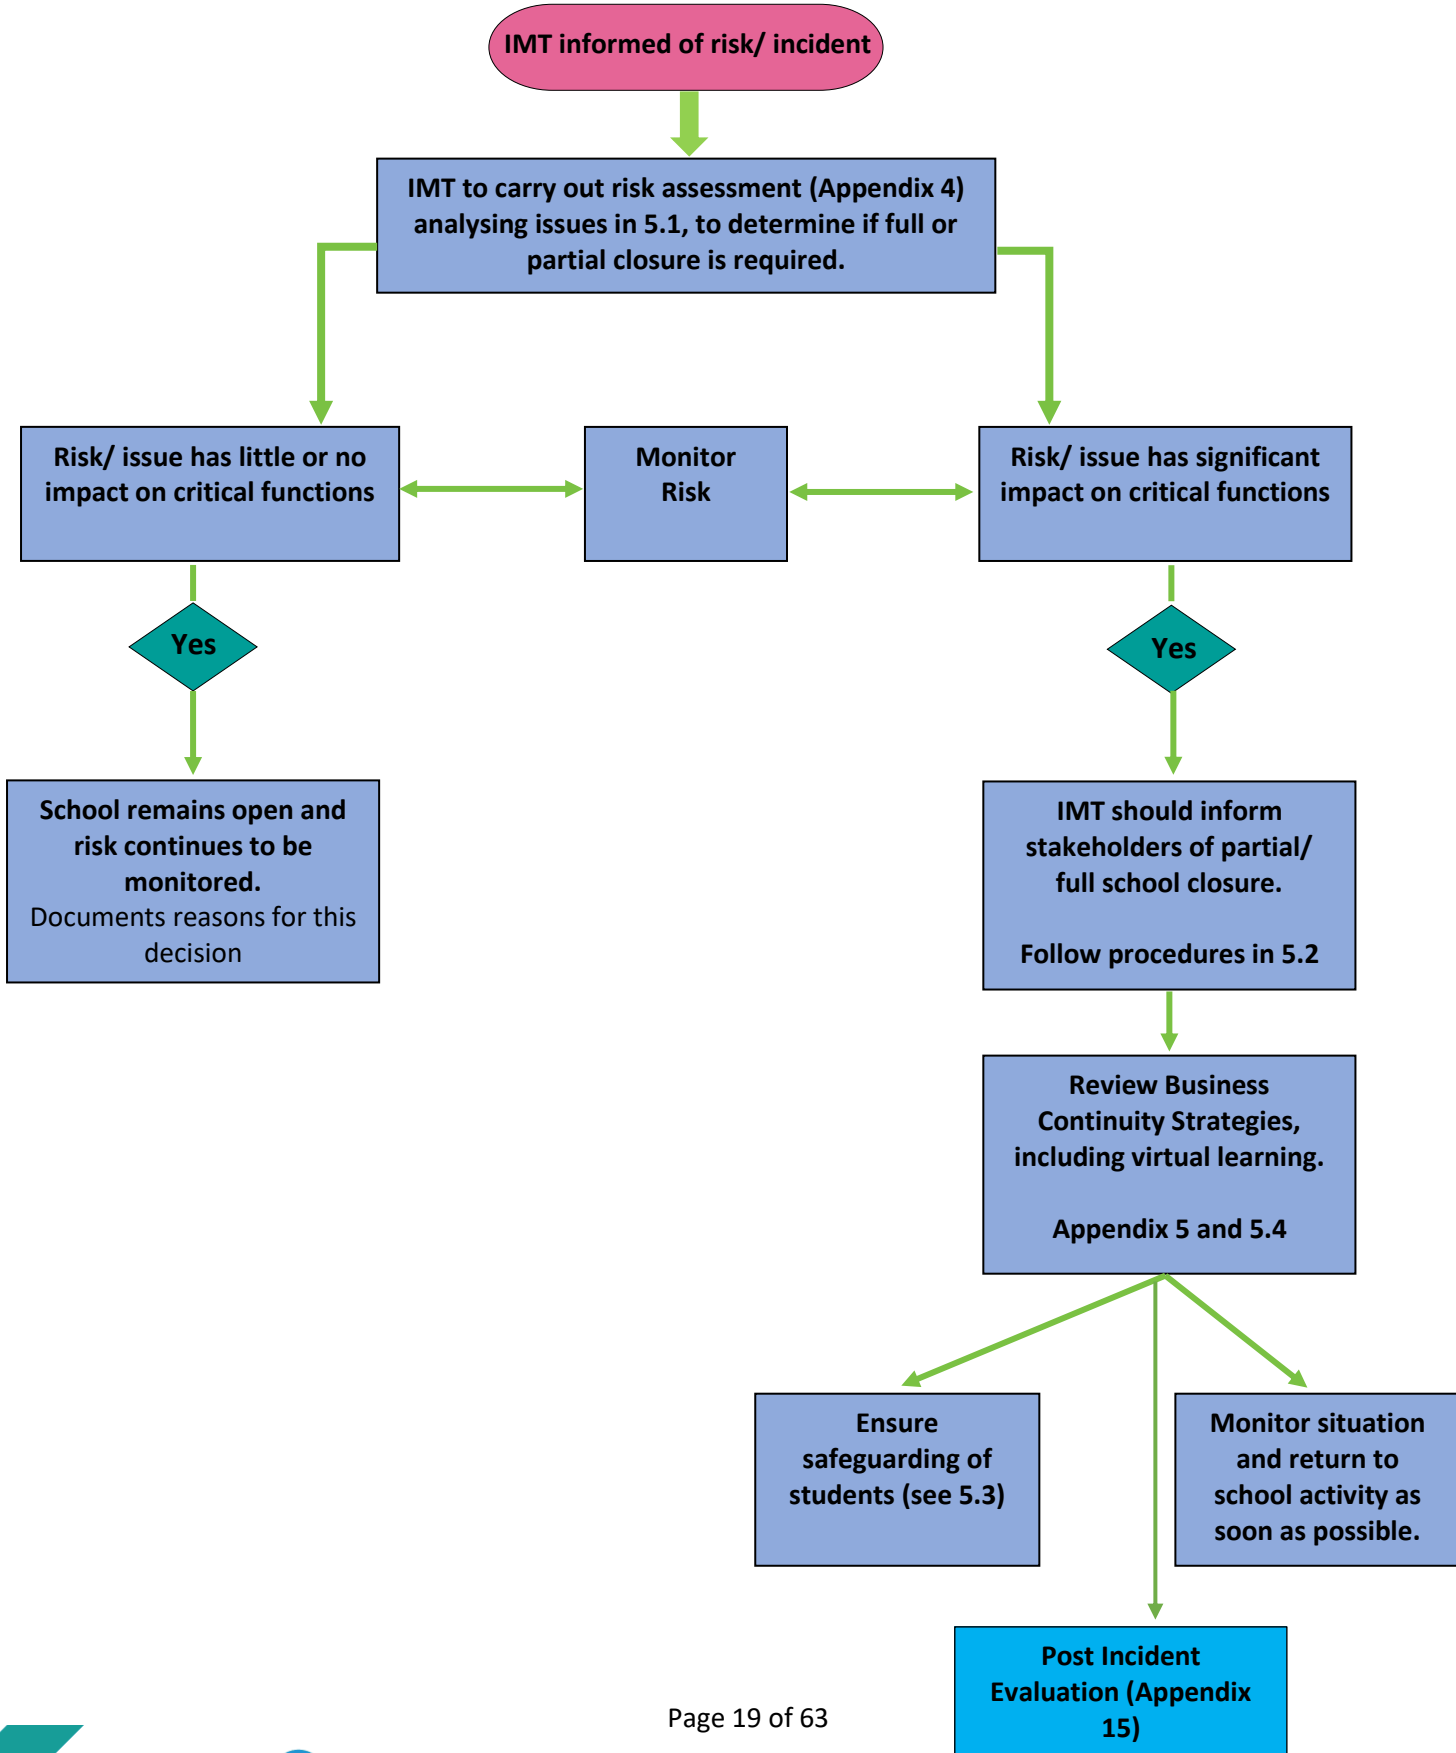 IMT informed of risk/ incident
IMT to carry out risk assessment (Appendix 4)
analysing issues in 5.1, to determine if full or
partial closure is required.
Risk/ issue has little or no
impact on critical functions
Monitor
Risk
Risk/ issue has significant
impact on critical functions
Yes
Yes
School remains open and
risk continues to be
monitored.
Documents reasons for this
decision
IMT should inform
stakeholders of partial/
full school closure.
Follow procedures in 5.2
Review Business
Continuity Strategies,
including virtual learning.
Appendix 5 and 5.4
Ensure
safeguarding of
students (see 5.3)
Monitor situation
and return to
school activity as
soon as possible.
Post Incident
Evaluation (Appendix
15)
Page 19 of 63